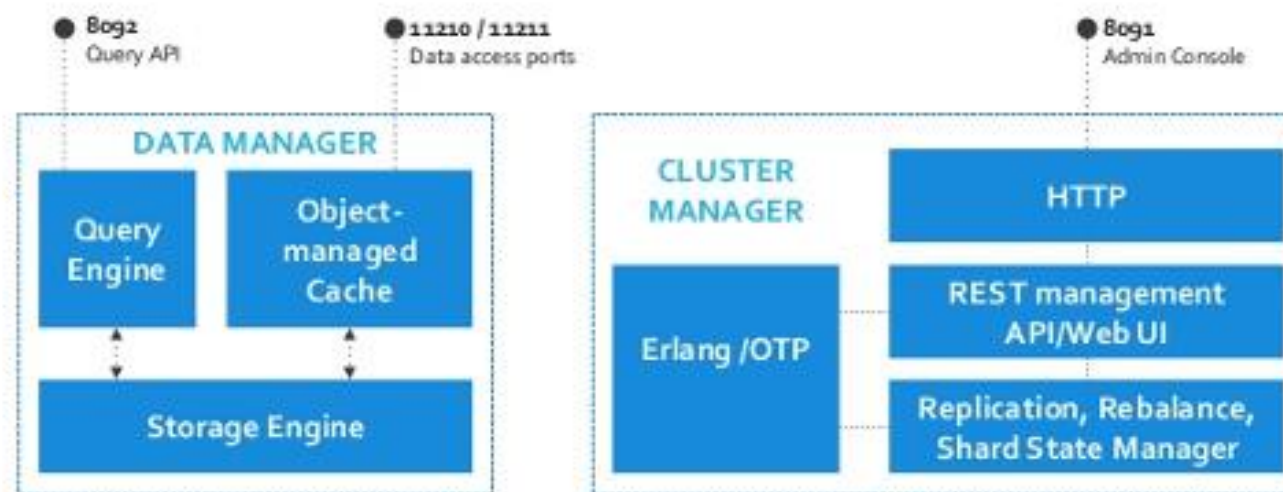 8092
Query API
11210 / 11211
Data access ports
8091
Admin Console
DATA MANAGER
Query
Engine
Object-
managed
Cache
Storage Engine
CLUSTER
MANAGER
HTTP
Erlang /OTP
REST management
API/Web UI
Replication, Rebalance,
Shard State Manager